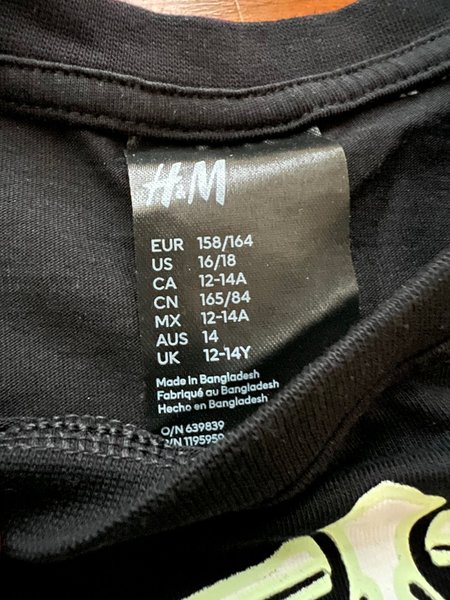 H&M
EUR 158/164
US 16/18
CA 12-14A
CN 165/84
MX 12-14A
AUS 14
UK 12-14Y
Made in Bangladesh
Fabriqué au Bangladesh
Hecho en Bangladesh
O/N 639839
P/N 1195959